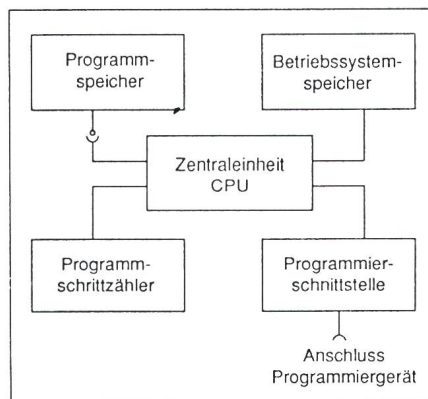 Programm-
speicher
Betriebssystem-
speicher
Zentraleinheit
CPU
Programm-
schrittzähler
Programmier-
schnittstelle
Anschluss
Programmiergerät